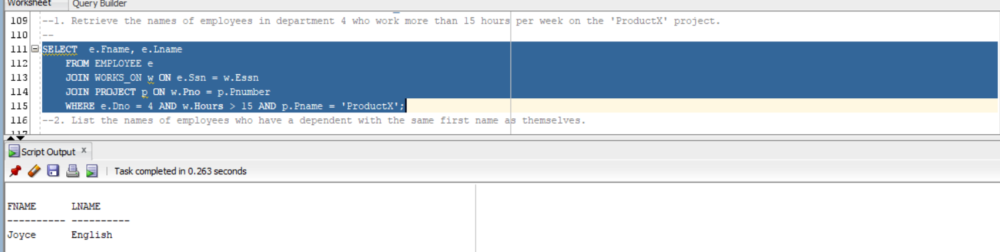 Worksheet Query Builder
109 --1. Retrieve the names of employees in department 4 who work more than 15 hours per week on the 'ProductX' project.
110 --
111 SELECT e.Fname, e.Lname
112 FROM EMPLOYEE e
113 JOIN WORKS_ON w ON e.Ssn = w.Essn
114 JOIN PROJECT p ON w.Pno = p.Pnumber
115 WHERE e.Dno = 4 AND w.Hours > 15 AND p.Pname = 'ProductX';
116 --2. List the names of employees who have a dependent with the same first name as themselves.
117
Script Output x
Task completed in 0.263 seconds
FNAME LNAME
---------- ----------
Joyce English